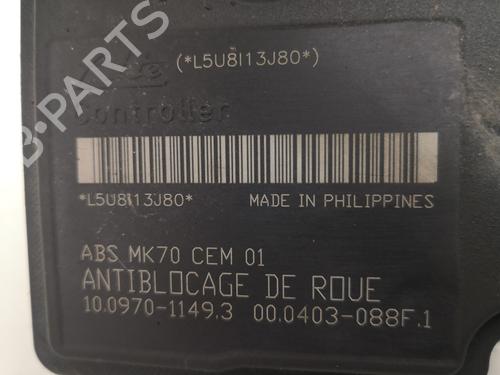 (*L5U8I13J80*)
controller
*L5U8I13J80* MADE IN PHILIPPINES
ABS MK70 CEM 01
ANTIBLOCAGE DE ROUE
10.0970-1149.3 00.0403-088F.1
B-PARTS
B-PARTS